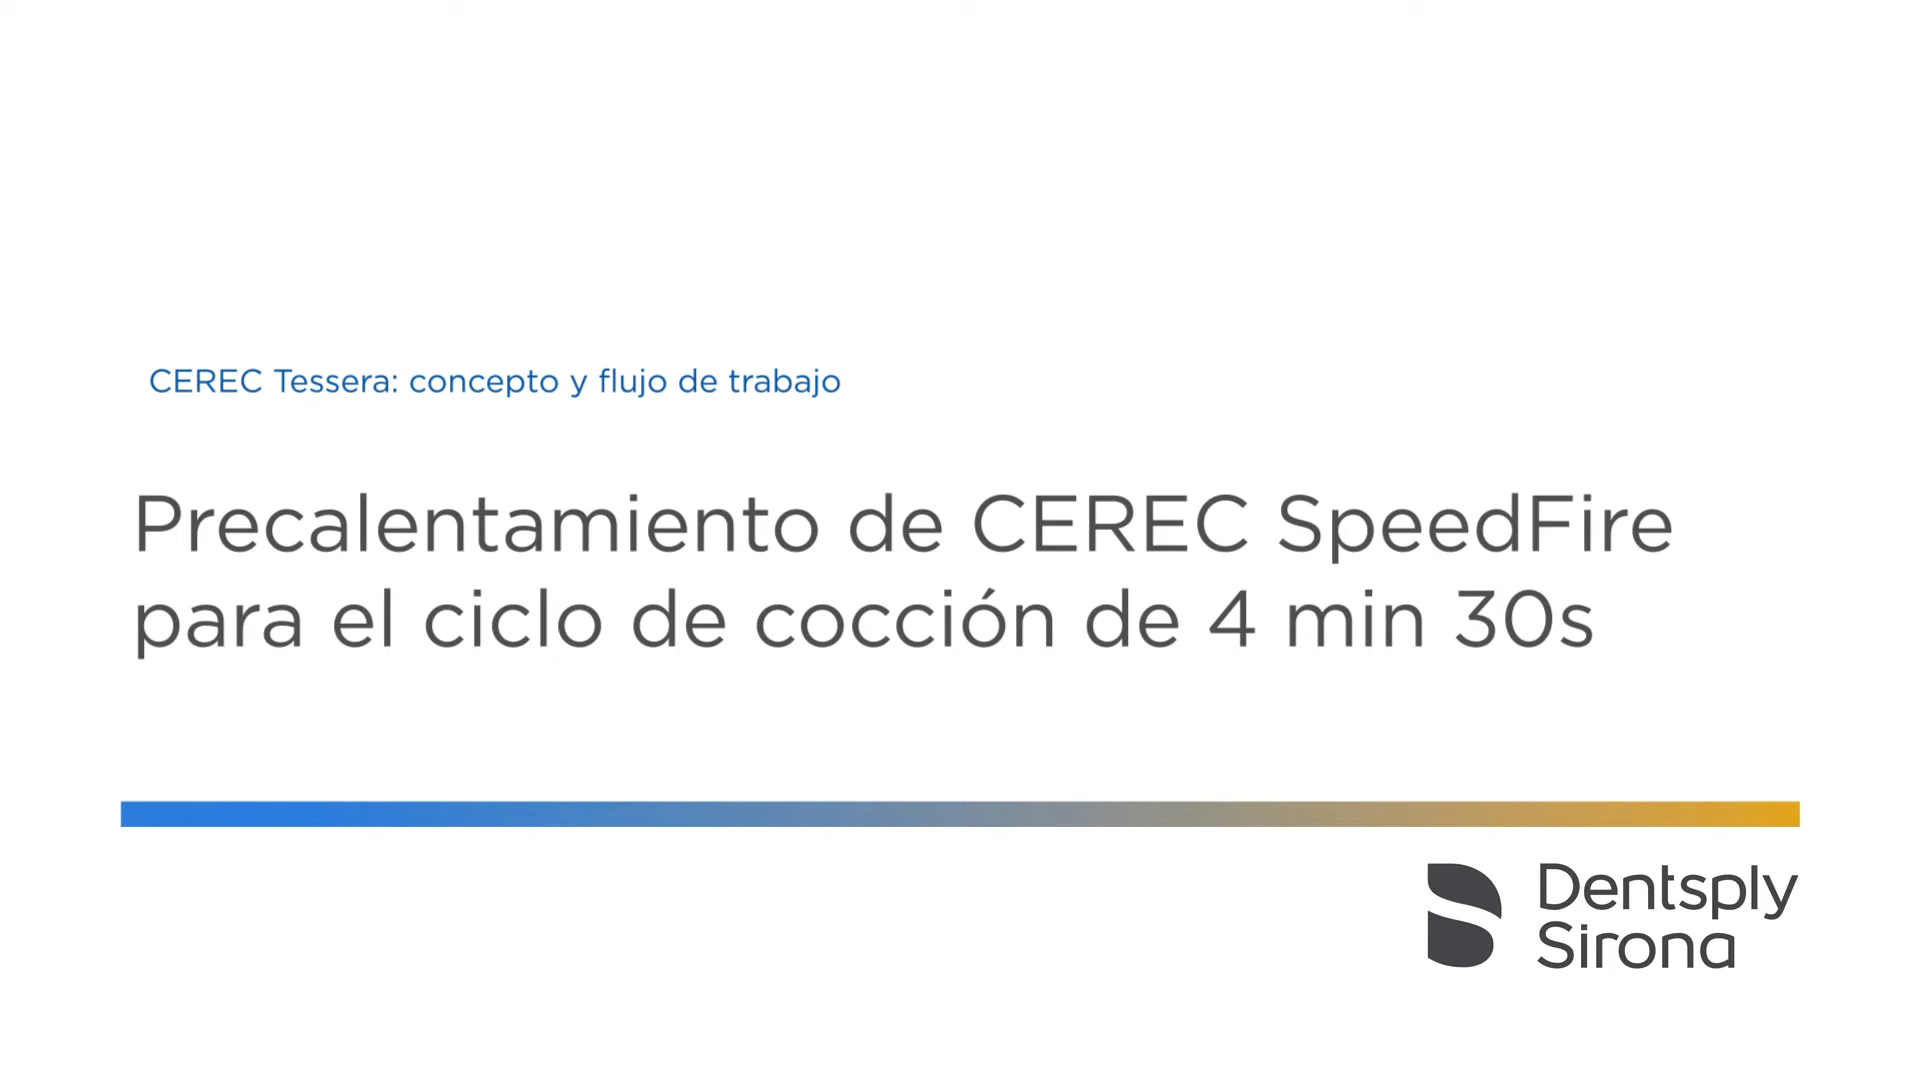 CEREC Tessera: concepto y flujo de trabajo
Precalentamiento de CEREC SpeedFire
para el ciclo de cocción de 4 min 30s
Dentsply
Sirona